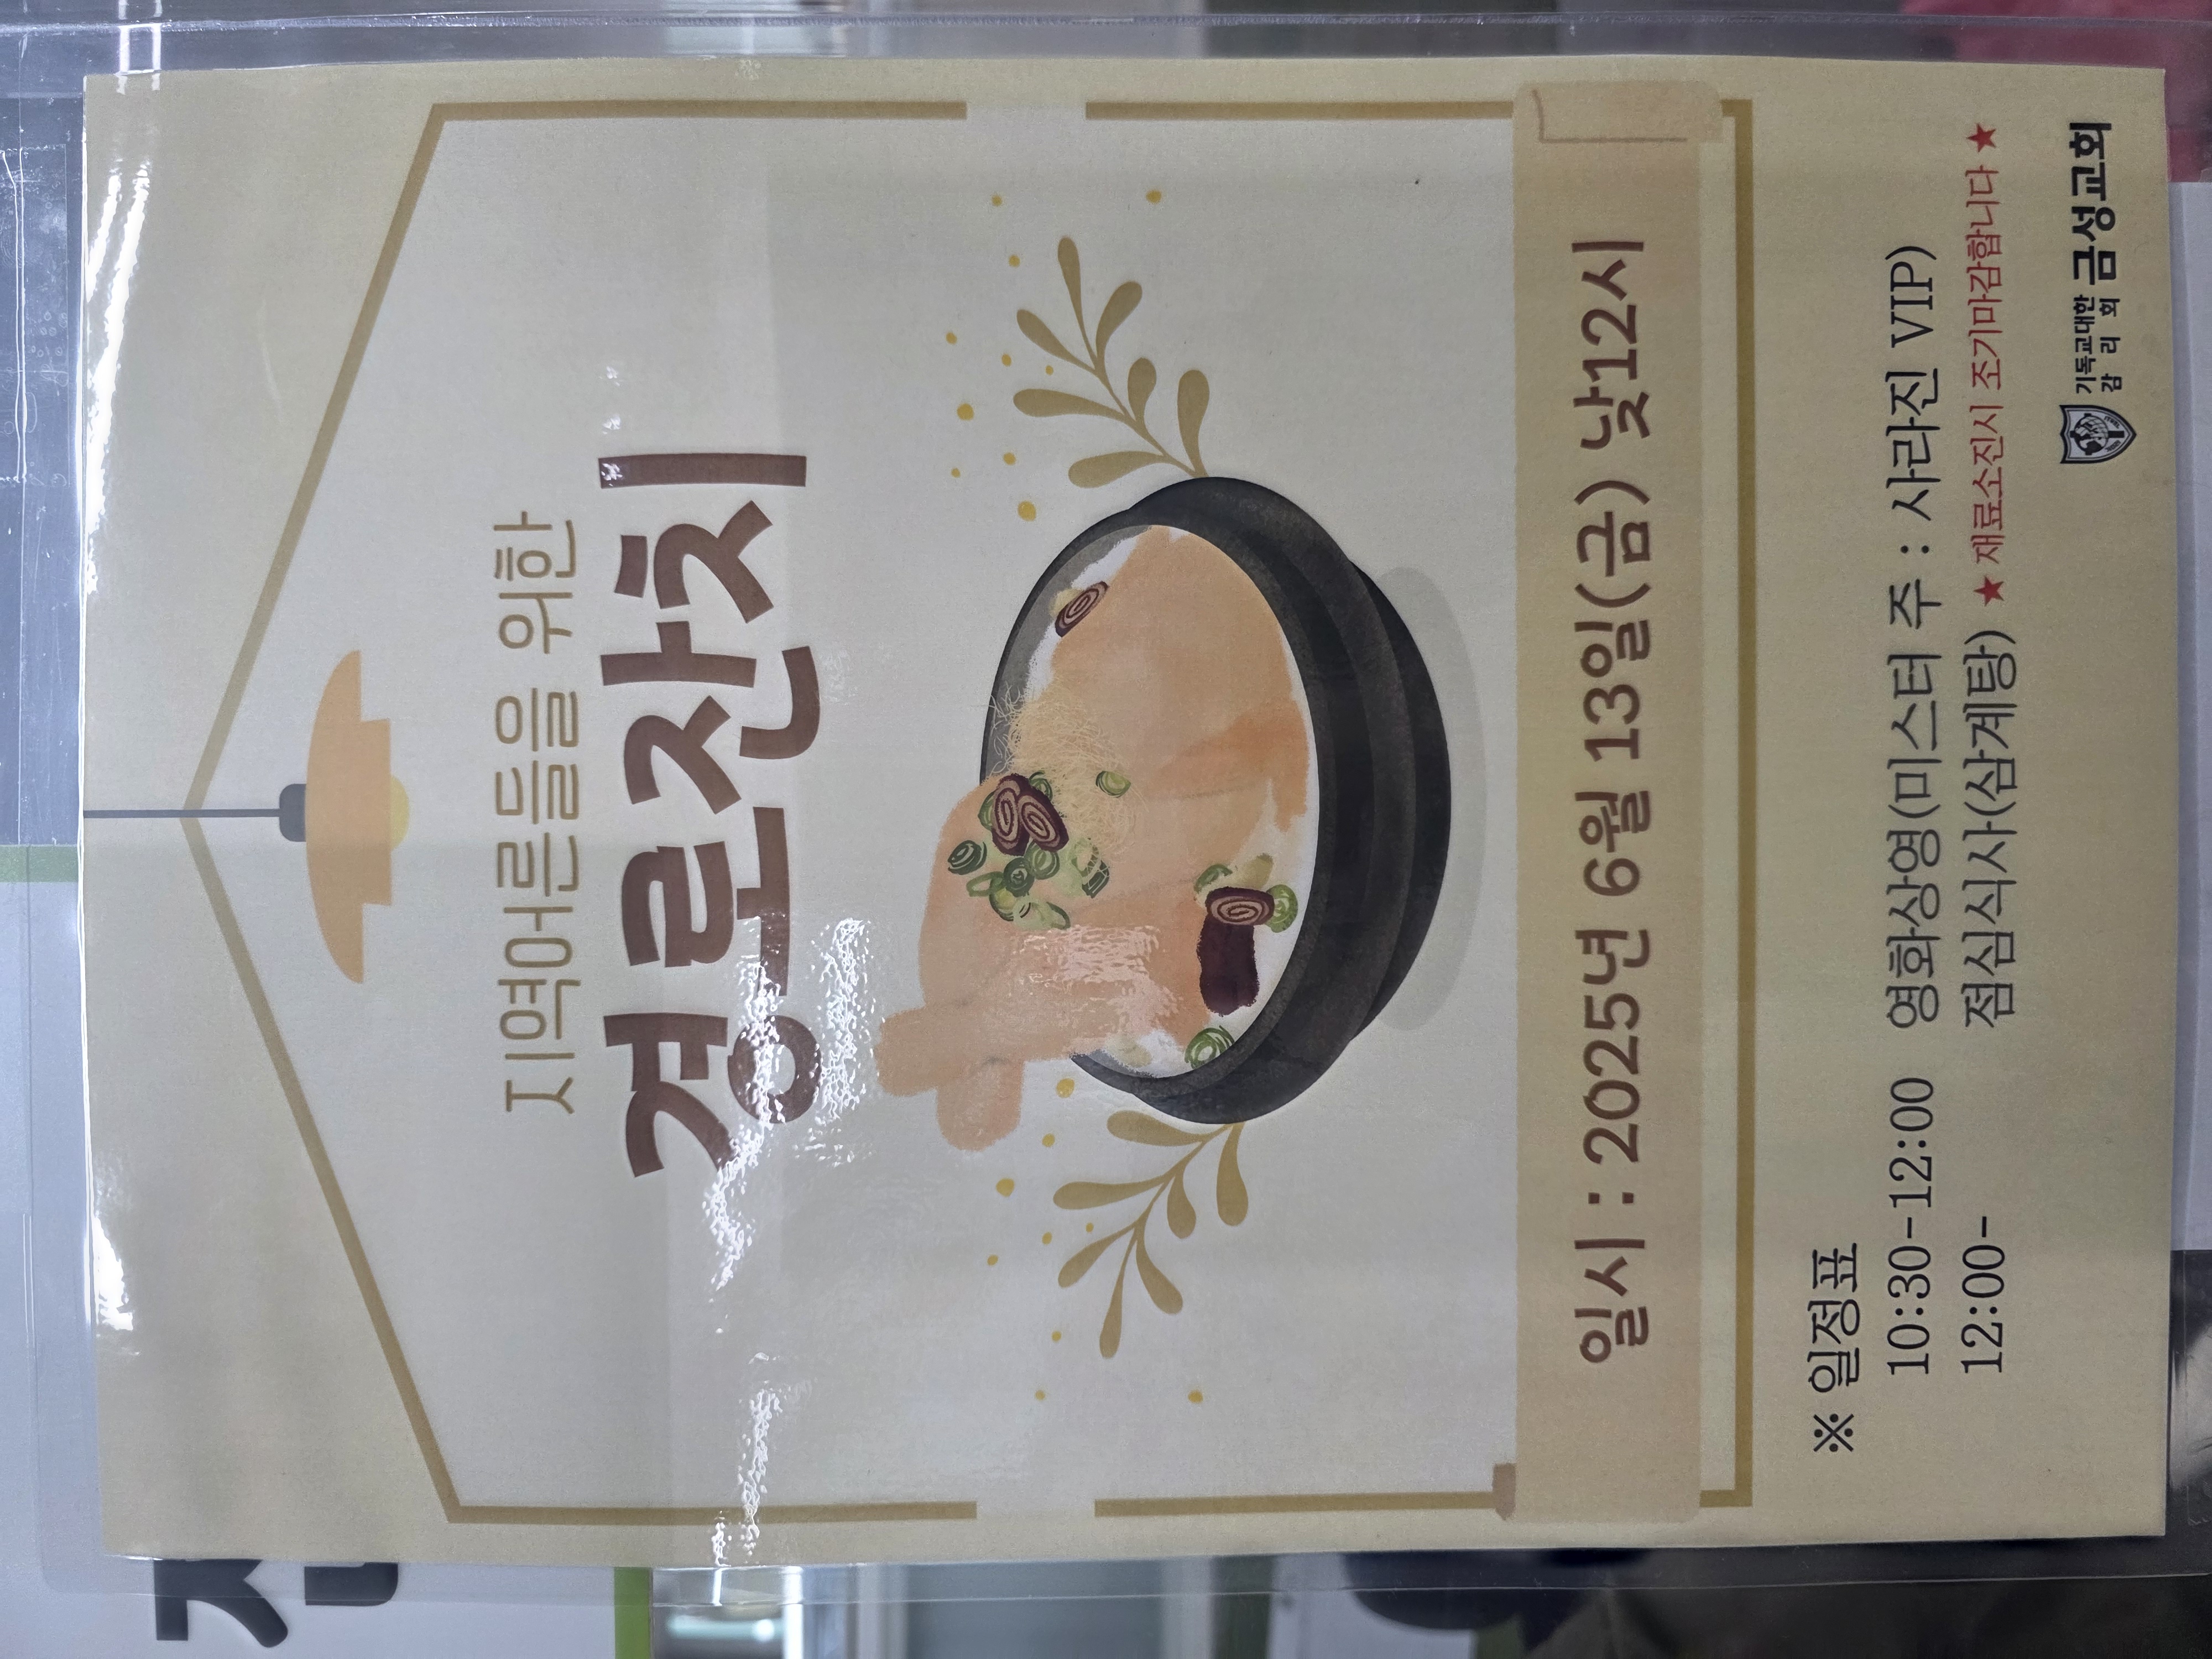 지역어른들을 위한
경로잔치
일시 : 2025년 6월 13일(금) 낮12시
※ 일정표
10:30-12:00 영화상영(미스터 주 : 사라진 VIP)
12:00- 점심식사(삼계탕) ★ 재료소진시 조기마감합니다 ★
기독교대한
감 리 회 금성교회